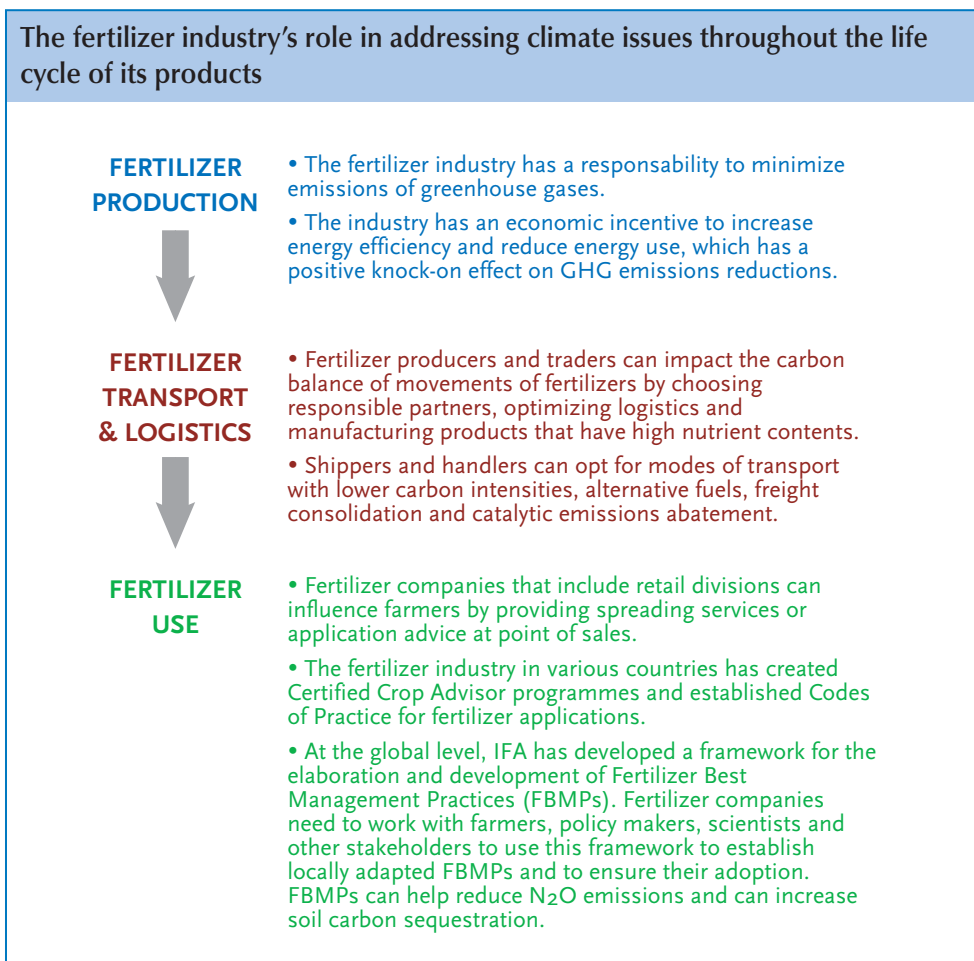 The fertilizer industry’s role in addressing climate issues throughout the life
cycle of its products
FERTILIZER
PRODUCTION
• The fertilizer industry has a responsability to minimize
emissions of greenhouse gases.
• The industry has an economic incentive to increase
energy efficiency and reduce energy use, which has a
positive knock-on effect on GHG emissions reductions.
FERTILIZER
TRANSPORT
& LOGISTICS
• Fertilizer producers and traders can impact the carbon
balance of movements of fertilizers by choosing
responsible partners, optimizing logistics and
manufacturing products that have high nutrient contents.
• Shippers and handlers can opt for modes of transport
with lower carbon intensities, alternative fuels, freight
consolidation and catalytic emissions abatement.
FERTILIZER
USE
• Fertilizer companies that include retail divisions can
influence farmers by providing spreading services or
application advice at point of sales.
• The fertilizer industry in various countries has created
Certified Crop Advisor programmes and established Codes
of Practice for fertilizer applications.
• At the global level, IFA has developed a framework for the
elaboration and development of Fertilizer Best
Management Practices (FBMPs). Fertilizer companies
need to work with farmers, policy makers, scientists and
other stakeholders to use this framework to establish
locally adapted FBMPs and to ensure their adoption.
FBMPs can help reduce N2O emissions and can increase
soil carbon sequestration.